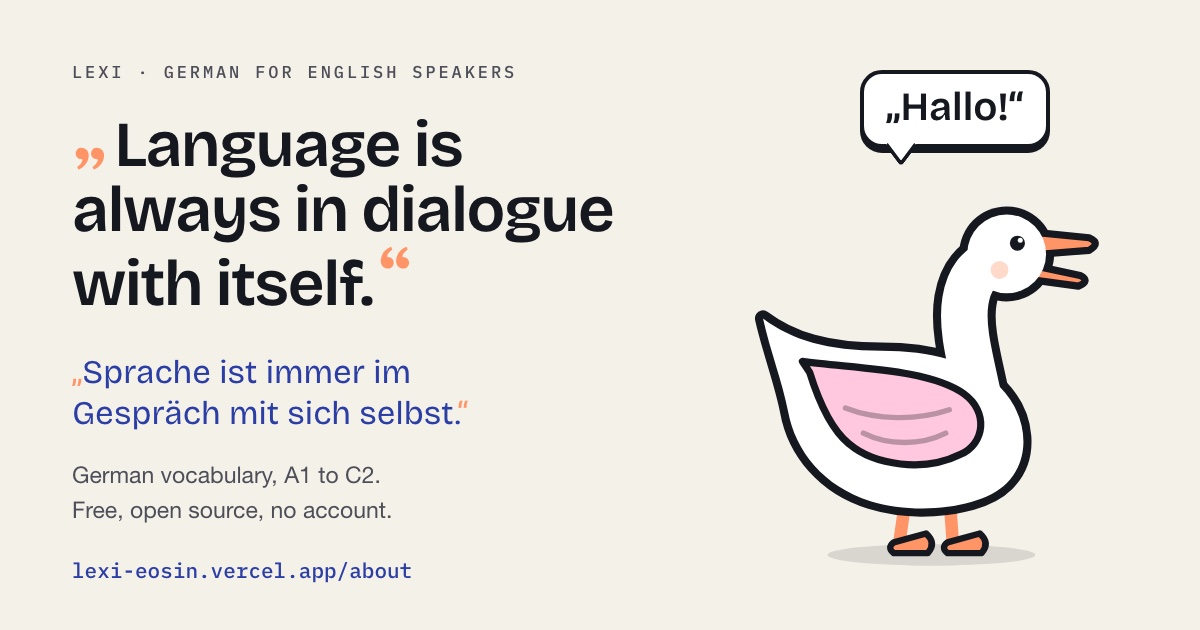 LEXI · GERMAN FOR ENGLISH SPEAKERS
„Language is
always in dialogue
with itself.“
„Sprache ist immer im
Gespräch mit sich selbst.“
German vocabulary, A1 to C2.
Free, open source, no account.
lexi-eosin.vercel.app/about
„Hallo!“